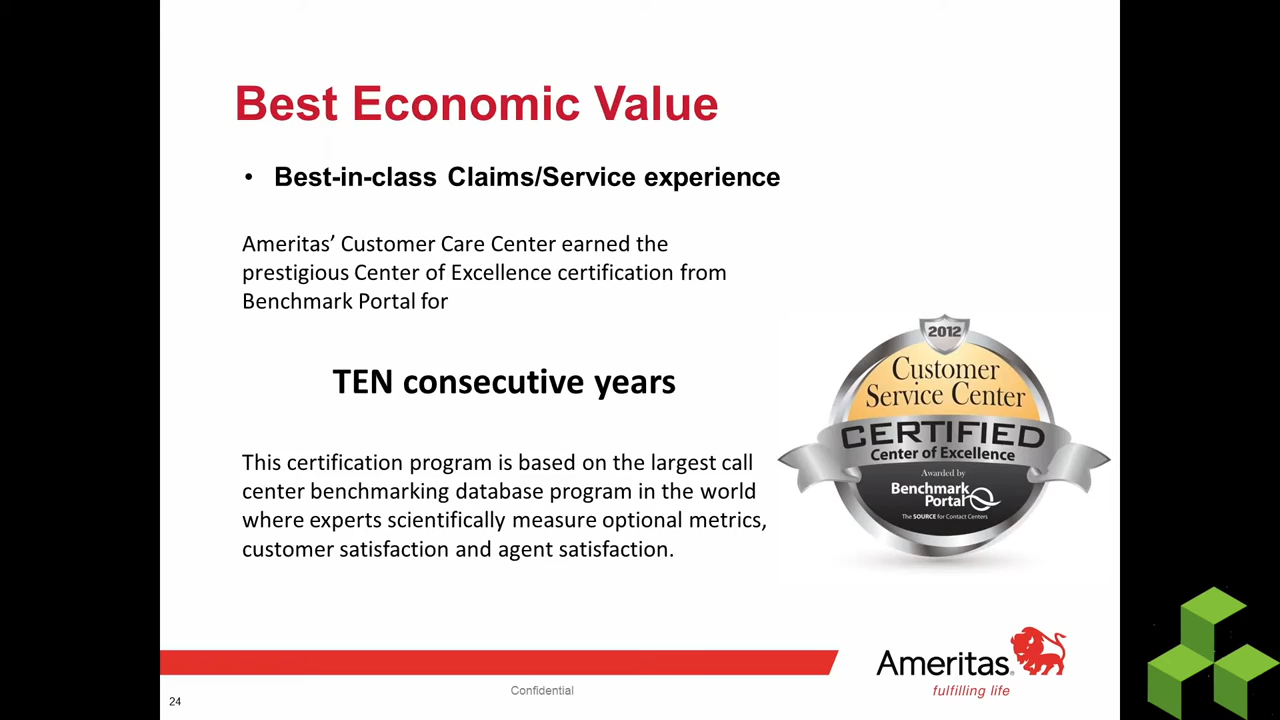 Best Economic Value
• Best-in-class Claims/Service experience
Ameritas’ Customer Care Center earned the
prestigious Center of Excellence certification from
Benchmark Portal for
TEN consecutive years
This certification program is based on the largest call
center benchmarking database program in the world
where experts scientifically measure optional metrics,
customer satisfaction and agent satisfaction.
2012
Customer
Service Center
CERTIFIED
Center of Excellence
Awarded by
Benchmark
Portal
The SOURCE for Contact Centers
Ameritas®
fulfilling life
Confidential
24